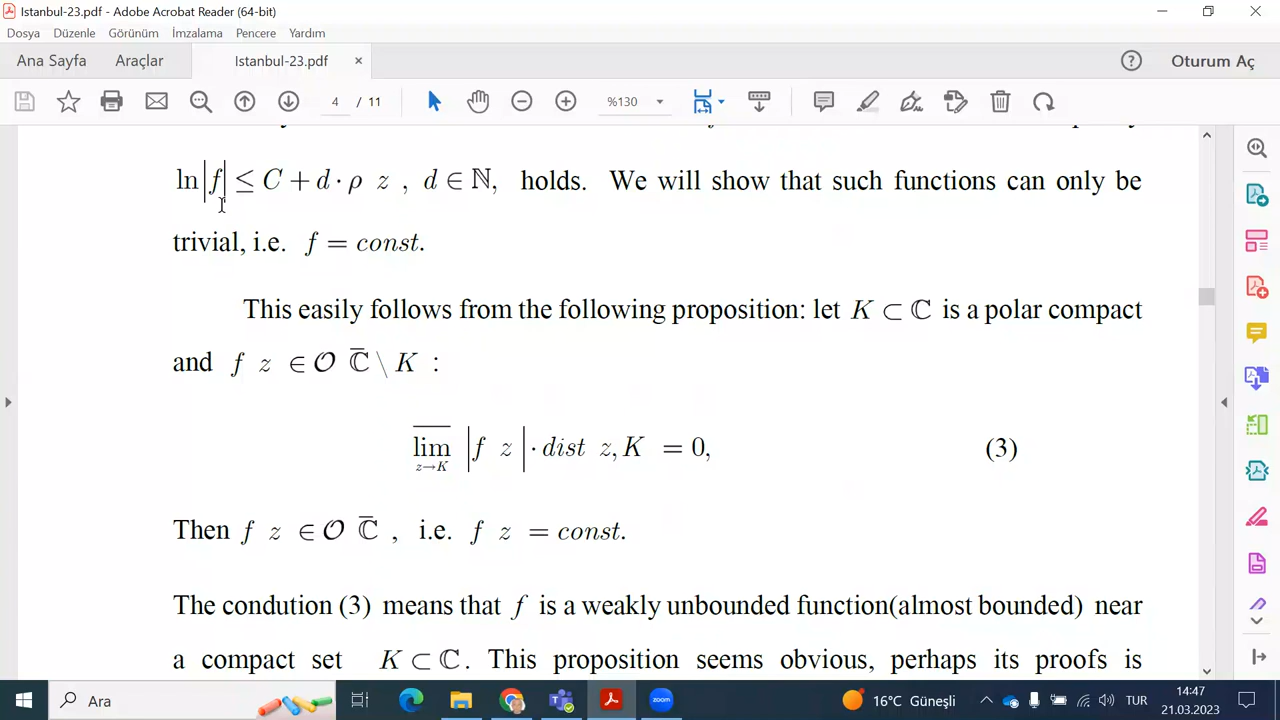 Istanbul-23.pdf - Adobe Acrobat Reader (64-bit)
Dosya Düzenle Görünüm İmzalama Pencere Yardım
Ana Sayfa Araçlar Istanbul-23.pdf × ? Oturum Aç
4 / 11 %130
ln|f| ≤ C + d · ρ z , d ∈ ℕ, holds. We will show that such functions can only be
trivial, i.e. f = const.
This easily follows from the following proposition: let K ⊂ ℂ is a polar compact
and f z ∈ 𝒪 ℂ̅ \ K :
lim̅ z→K |f z | · dist z, K = 0, (3)
Then f z ∈ 𝒪 ℂ̅ , i.e. f z = const.
The condution (3) means that f is a weakly unbounded function(almost bounded) near
a compact set K ⊂ ℂ. This proposition seems obvious, perhaps its proofs is
Ara zoom 16°C Güneşli TUR 14:47
21.03.2023